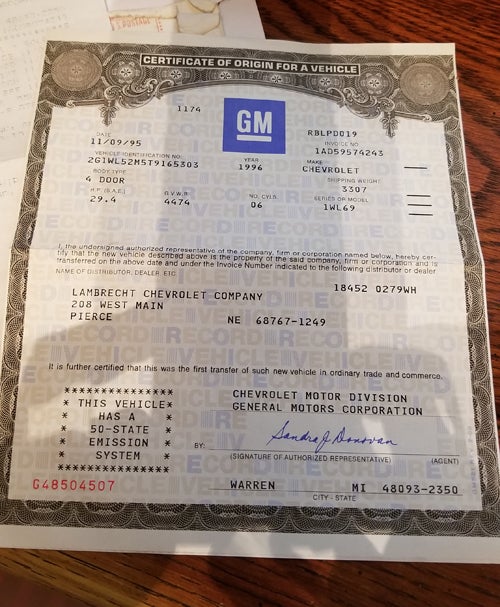 CERTIFICATE OF ORIGIN FOR A VEHICLE
1174
GM
RBLPD019
DATE
INVOICE NO.
11/09/95
1AD59574243
VEHICLE IDENTIFICATION NO.
YEAR
MAKE
2G1WL52M5T9165303
1996
CHEVROLET
BODY TYPE
SHIPPING WEIGHT
4 DOOR
3307
H.P. (S.A.E.)
G.V.W.R.
NO. CYLS.
SERIES OR MODEL
29.4
4474
06
1WL69
I, the undersigned authorized representative of the company, firm or corporation named below, hereby cer-
tify that the new vehicle described above is the property of the said company, firm or corporation and is
transferred on the above date and under the Invoice Number indicated to the following distributor or dealer
NAME OF DISTRIBUTOR, DEALER, ETC.
18452 0279WH
LAMBRECHT CHEVROLET COMPANY
208 WEST MAIN
PIERCE NE 68767-1249
It is further certified that this was the first transfer of such new vehicle in ordinary trade and commerce.
* THIS VEHICLE *
* HAS A *
* 50-STATE *
* EMISSION *
* SYSTEM *
CHEVROLET MOTOR DIVISION
GENERAL MOTORS CORPORATION
BY: Sandra J Donovan
(SIGNATURE OF AUTHORIZED REPRESENTATIVE) (AGENT)
G48504507
WARREN MI 48093-2350
CITY - STATE